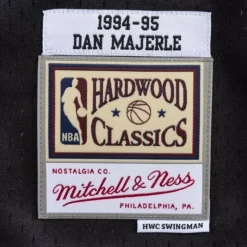 1994-95
DAN MAJERLE
HARDWOOD
NBA
CLASSICS
NOSTALGIA CO.
Mitchell & Ness
PHILADELPHIA, PA.
HWC SWINGMAN